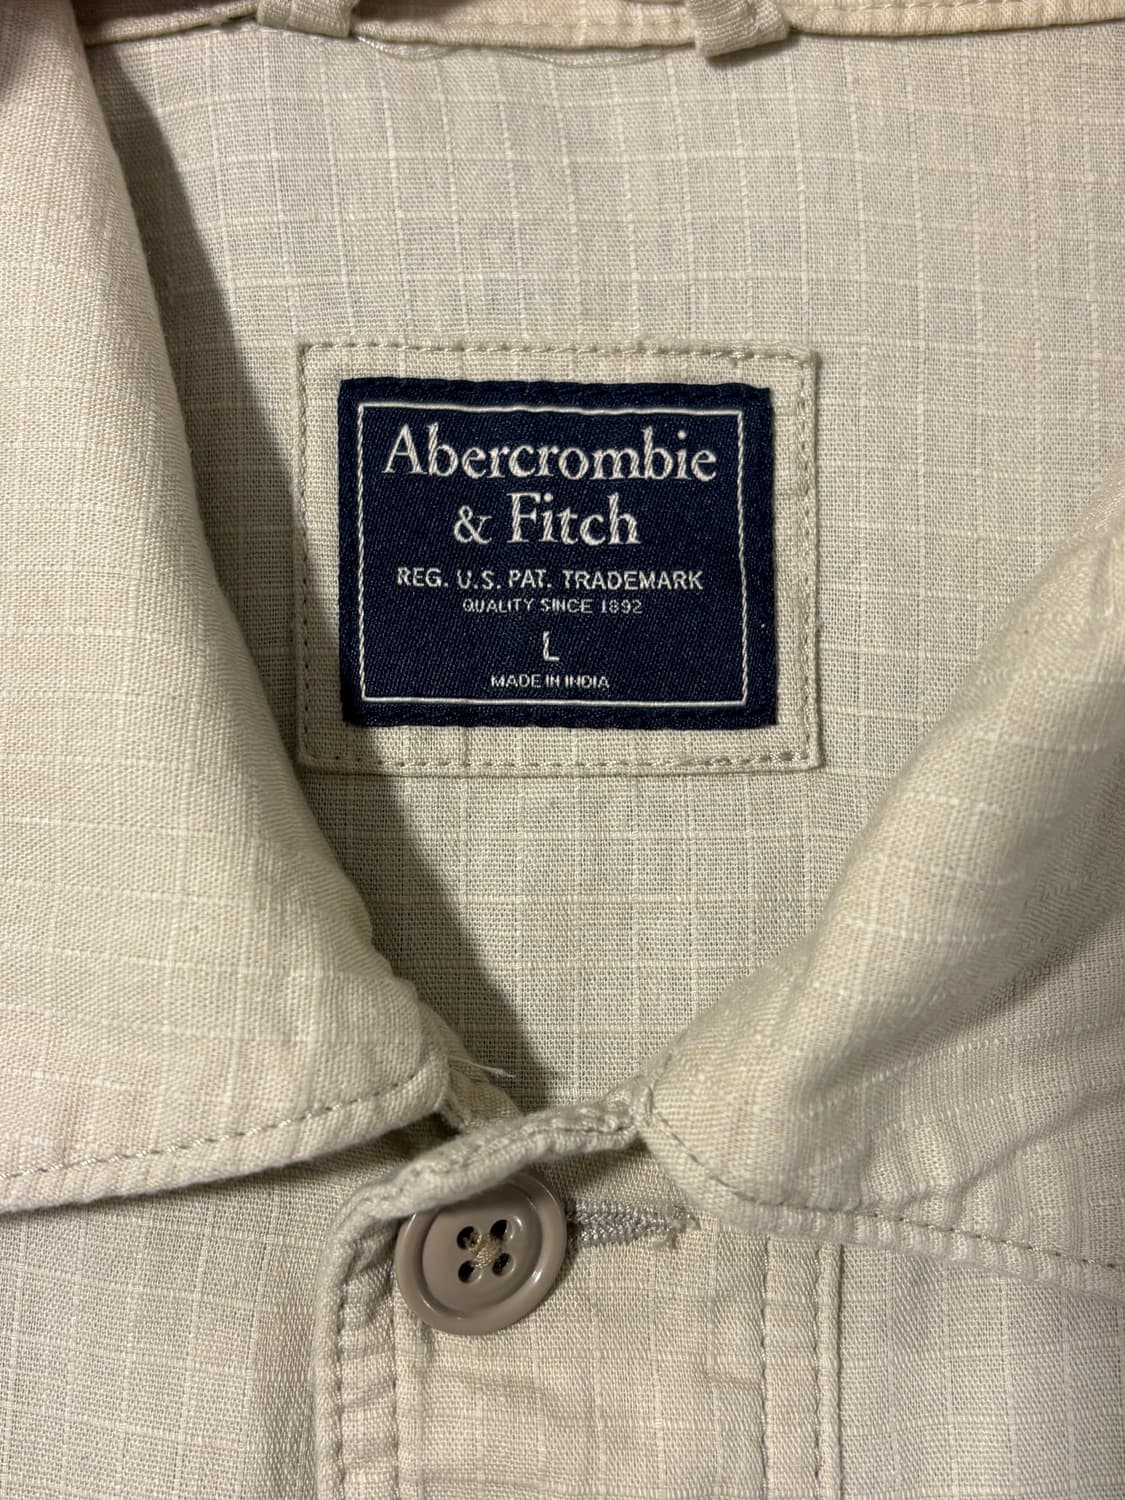 Abercrombie
& Fitch
REG. U.S. PAT. TRADEMARK
QUALITY SINCE 1892
L
MADE IN INDIA